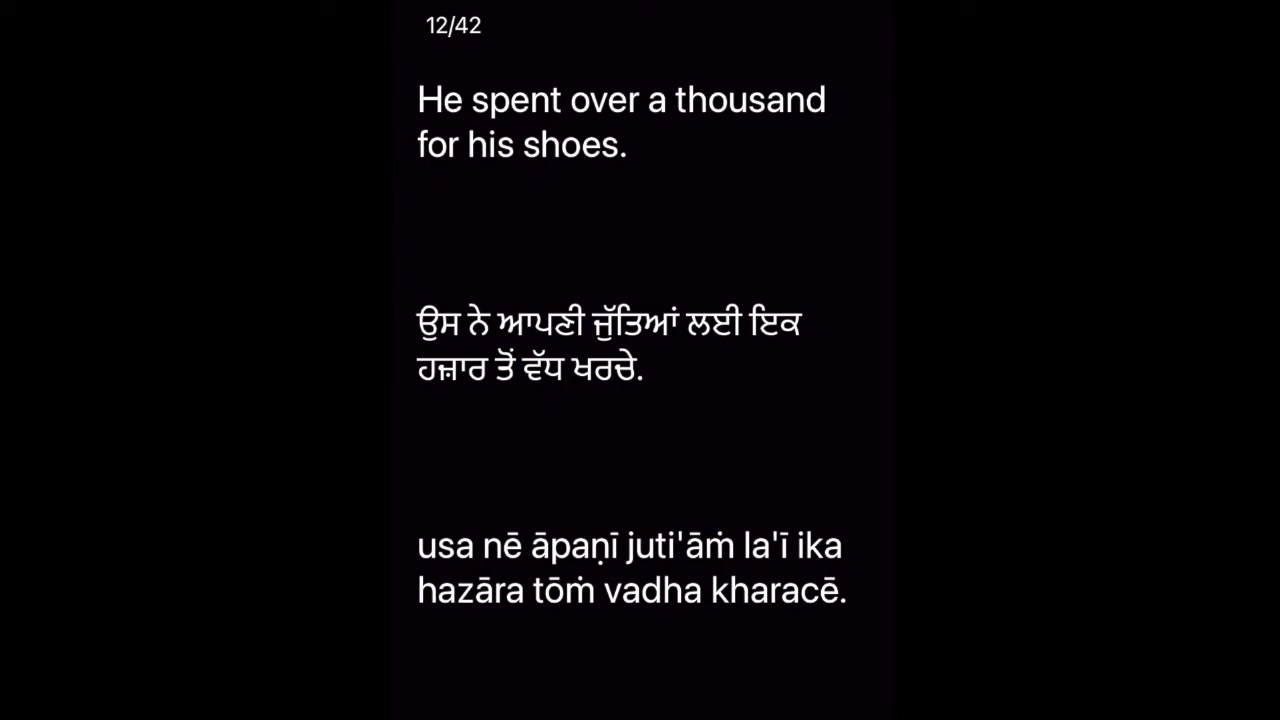 12/42
He spent over a thousand
for his shoes.
ਉਸ ਨੇ ਆਪਣੀ ਜੁੱਤਿਆਂ ਲਈ ਇਕ
ਹਜ਼ਾਰ ਤੋਂ ਵੱਧ ਖਰਚੇ.
usa nē āpaṇī juti'āṁ la'ī ika
hazāra tōṁ vadha kharacē.